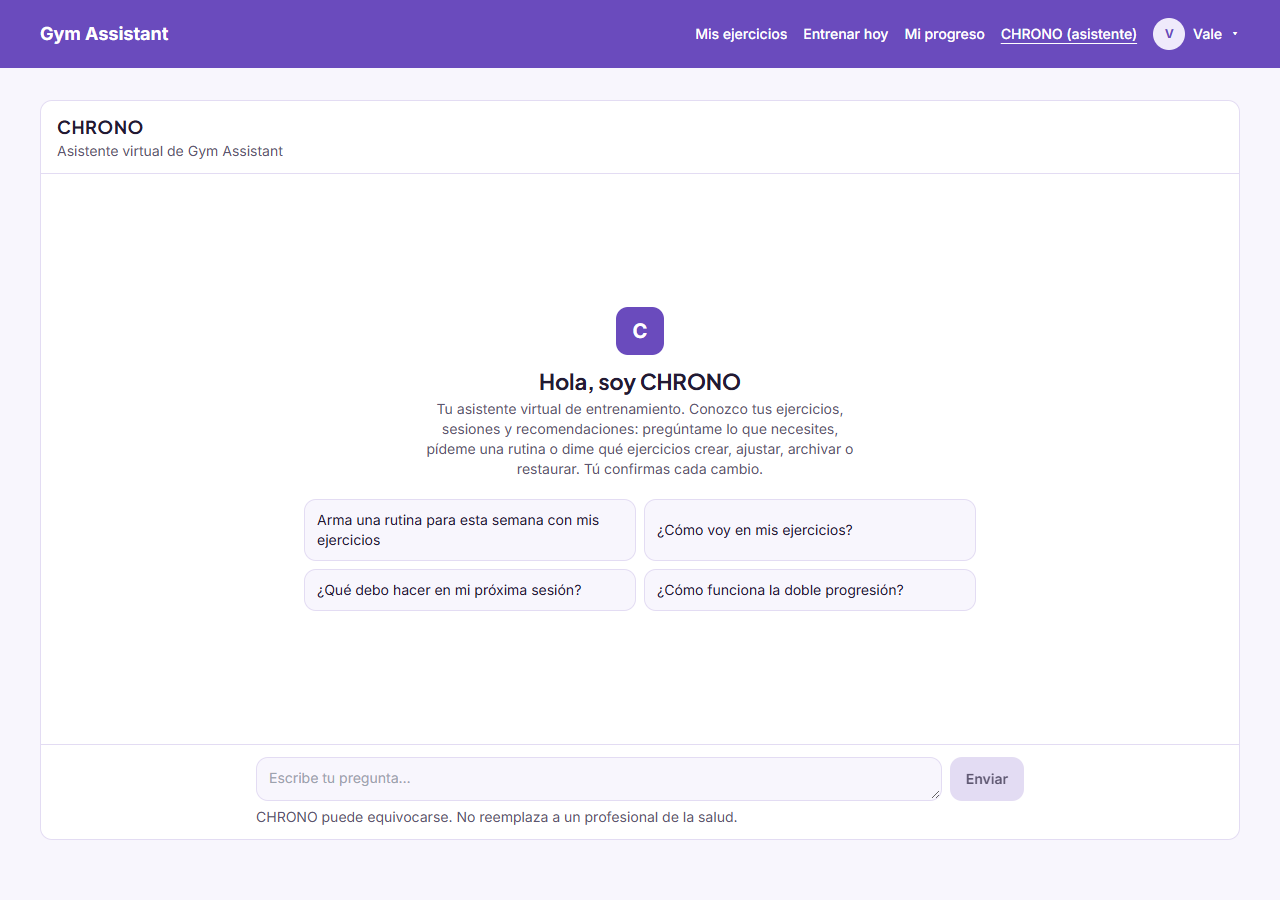 Gym Assistant
Mis ejercicios
Entrenar hoy
Mi progreso
CHRONO (asistente)
V
Vale
CHRONO
Asistente virtual de Gym Assistant
C
Hola, soy CHRONO
Tu asistente virtual de entrenamiento. Conozco tus ejercicios,
sesiones y recomendaciones: pregúntame lo que necesites,
pídeme una rutina o dime qué ejercicios crear, ajustar, archivar o
restaurar. Tú confirmas cada cambio.
Arma una rutina para esta semana con mis
ejercicios
¿Cómo voy en mis ejercicios?
¿Qué debo hacer en mi próxima sesión?
¿Cómo funciona la doble progresión?
Escribe tu pregunta...
Enviar
CHRONO puede equivocarse. No reemplaza a un profesional de la salud.